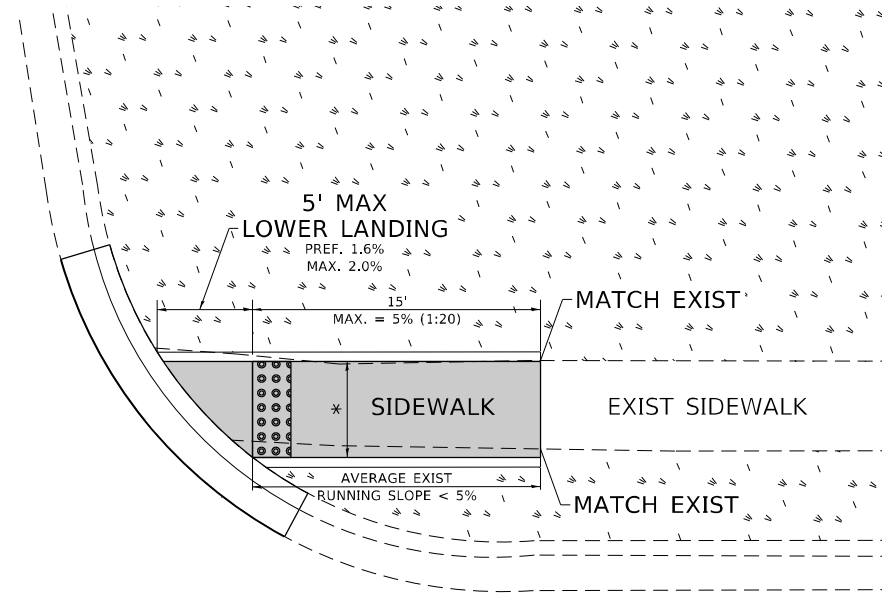 5' MAX
LOWER LANDING
PREF. 1.6%
MAX. 2.0%
15'
MAX. = 5% (1:20)
MATCH EXIST
* SIDEWALK
EXIST SIDEWALK
AVERAGE EXIST
RUNNING SLOPE < 5%
MATCH EXIST